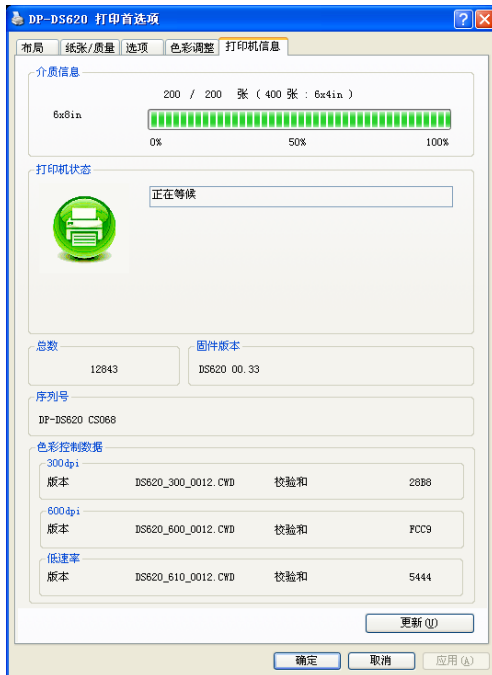 DP-DS620 打印首选项
布局 纸张/质量 选项 色彩调整 打印机信息
介质信息
200 / 200 张 ( 400 张 : 6x4in )
6x8in
0% 50% 100%
打印机状态
正在等候
总数 固件版本
12843 DS620 00.33
序列号
DP-DS620 CS068
色彩控制数据
300dpi
版本 DS620_300_0012.CWD 校验和 28B8
600dpi
版本 DS620_600_0012.CWD 校验和 FCC9
低速率
版本 DS620_610_0012.CWD 校验和 5444
更新(U)
确定 取消 应用(A)